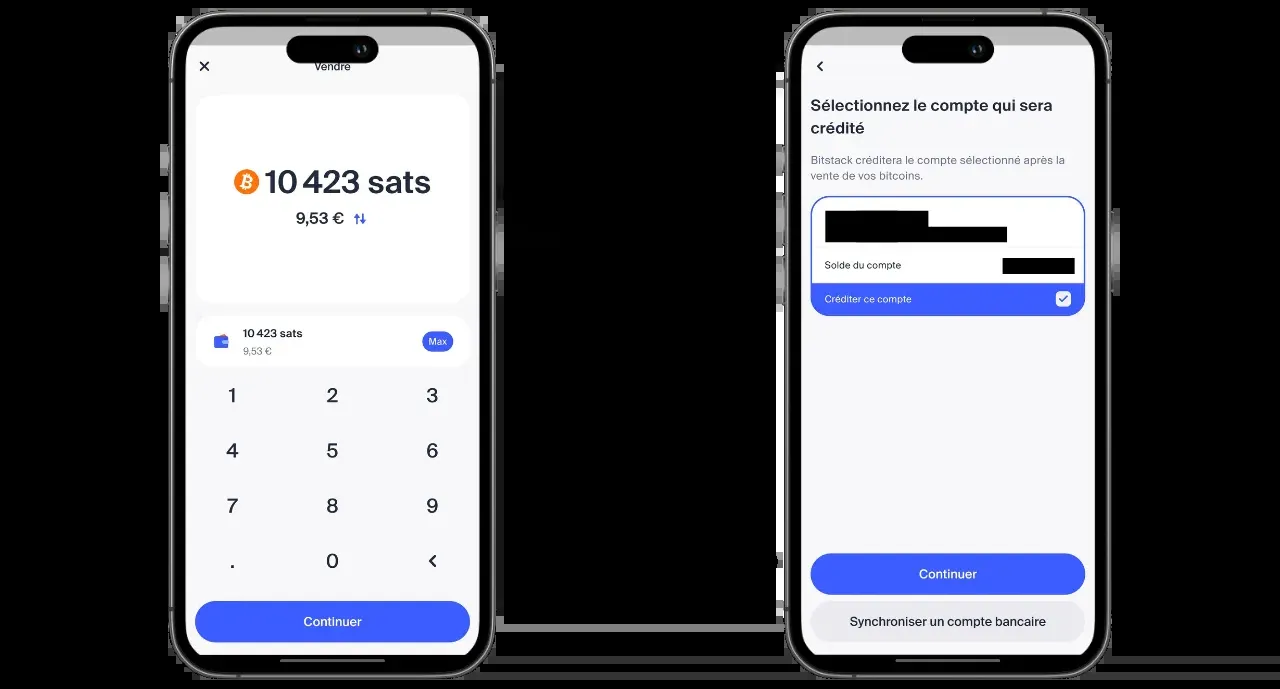 Vendre
10 423 sats
9,53 €
10 423 sats
9,53 €
Max
1 2 3
4 5 6
7 8 9
. 0
Continuer
Sélectionnez le compte qui sera
crédité
Bitstack créditera le compte sélectionné après la
vente de vos bitcoins.
Solde du compte
Créditer ce compte
Continuer
Synchroniser un compte bancaire